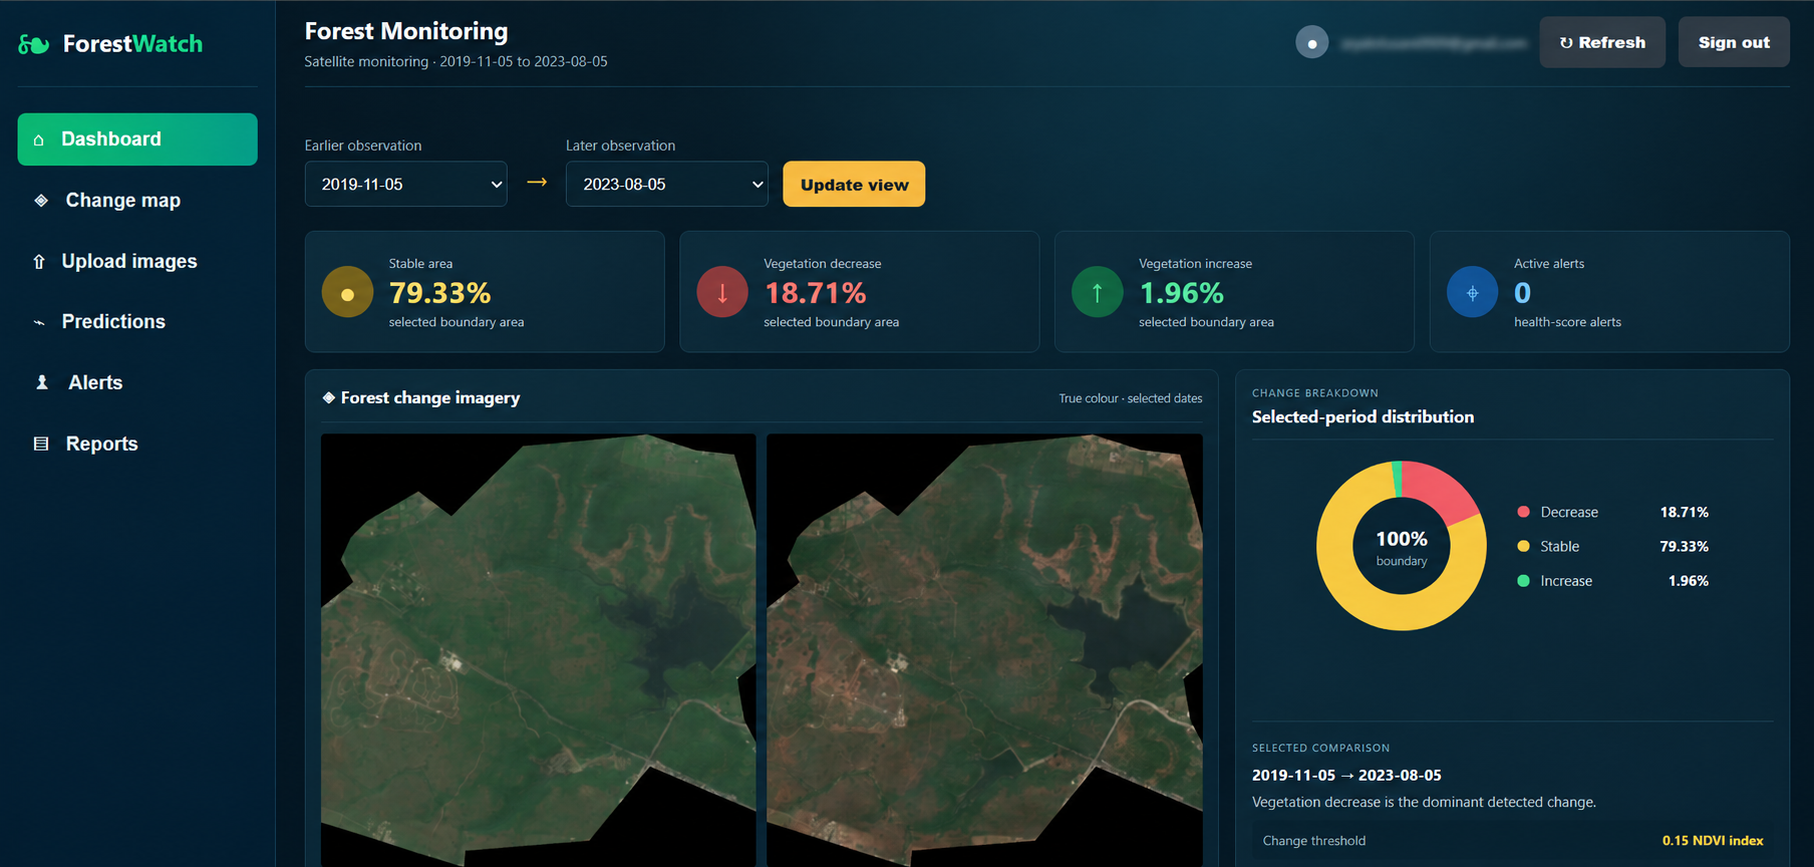 ForestWatch
Dashboard
Change map
Upload images
Predictions
Alerts
Reports
Forest Monitoring
Satellite monitoring · 2019-11-05 to 2023-08-05
↻ Refresh
Sign out
Earlier observation
2019-11-05
→
Later observation
2023-08-05
Update view
Stable area
79.33%
selected boundary area
Vegetation decrease
18.71%
selected boundary area
Vegetation increase
1.96%
selected boundary area
Active alerts
0
health-score alerts
◈ Forest change imagery
True colour · selected dates
CHANGE BREAKDOWN
Selected-period distribution
100%
boundary
Decrease 18.71%
Stable 79.33%
Increase 1.96%
SELECTED COMPARISON
2019-11-05 → 2023-08-05
Vegetation decrease is the dominant detected change.
Change threshold 0.15 NDVI index